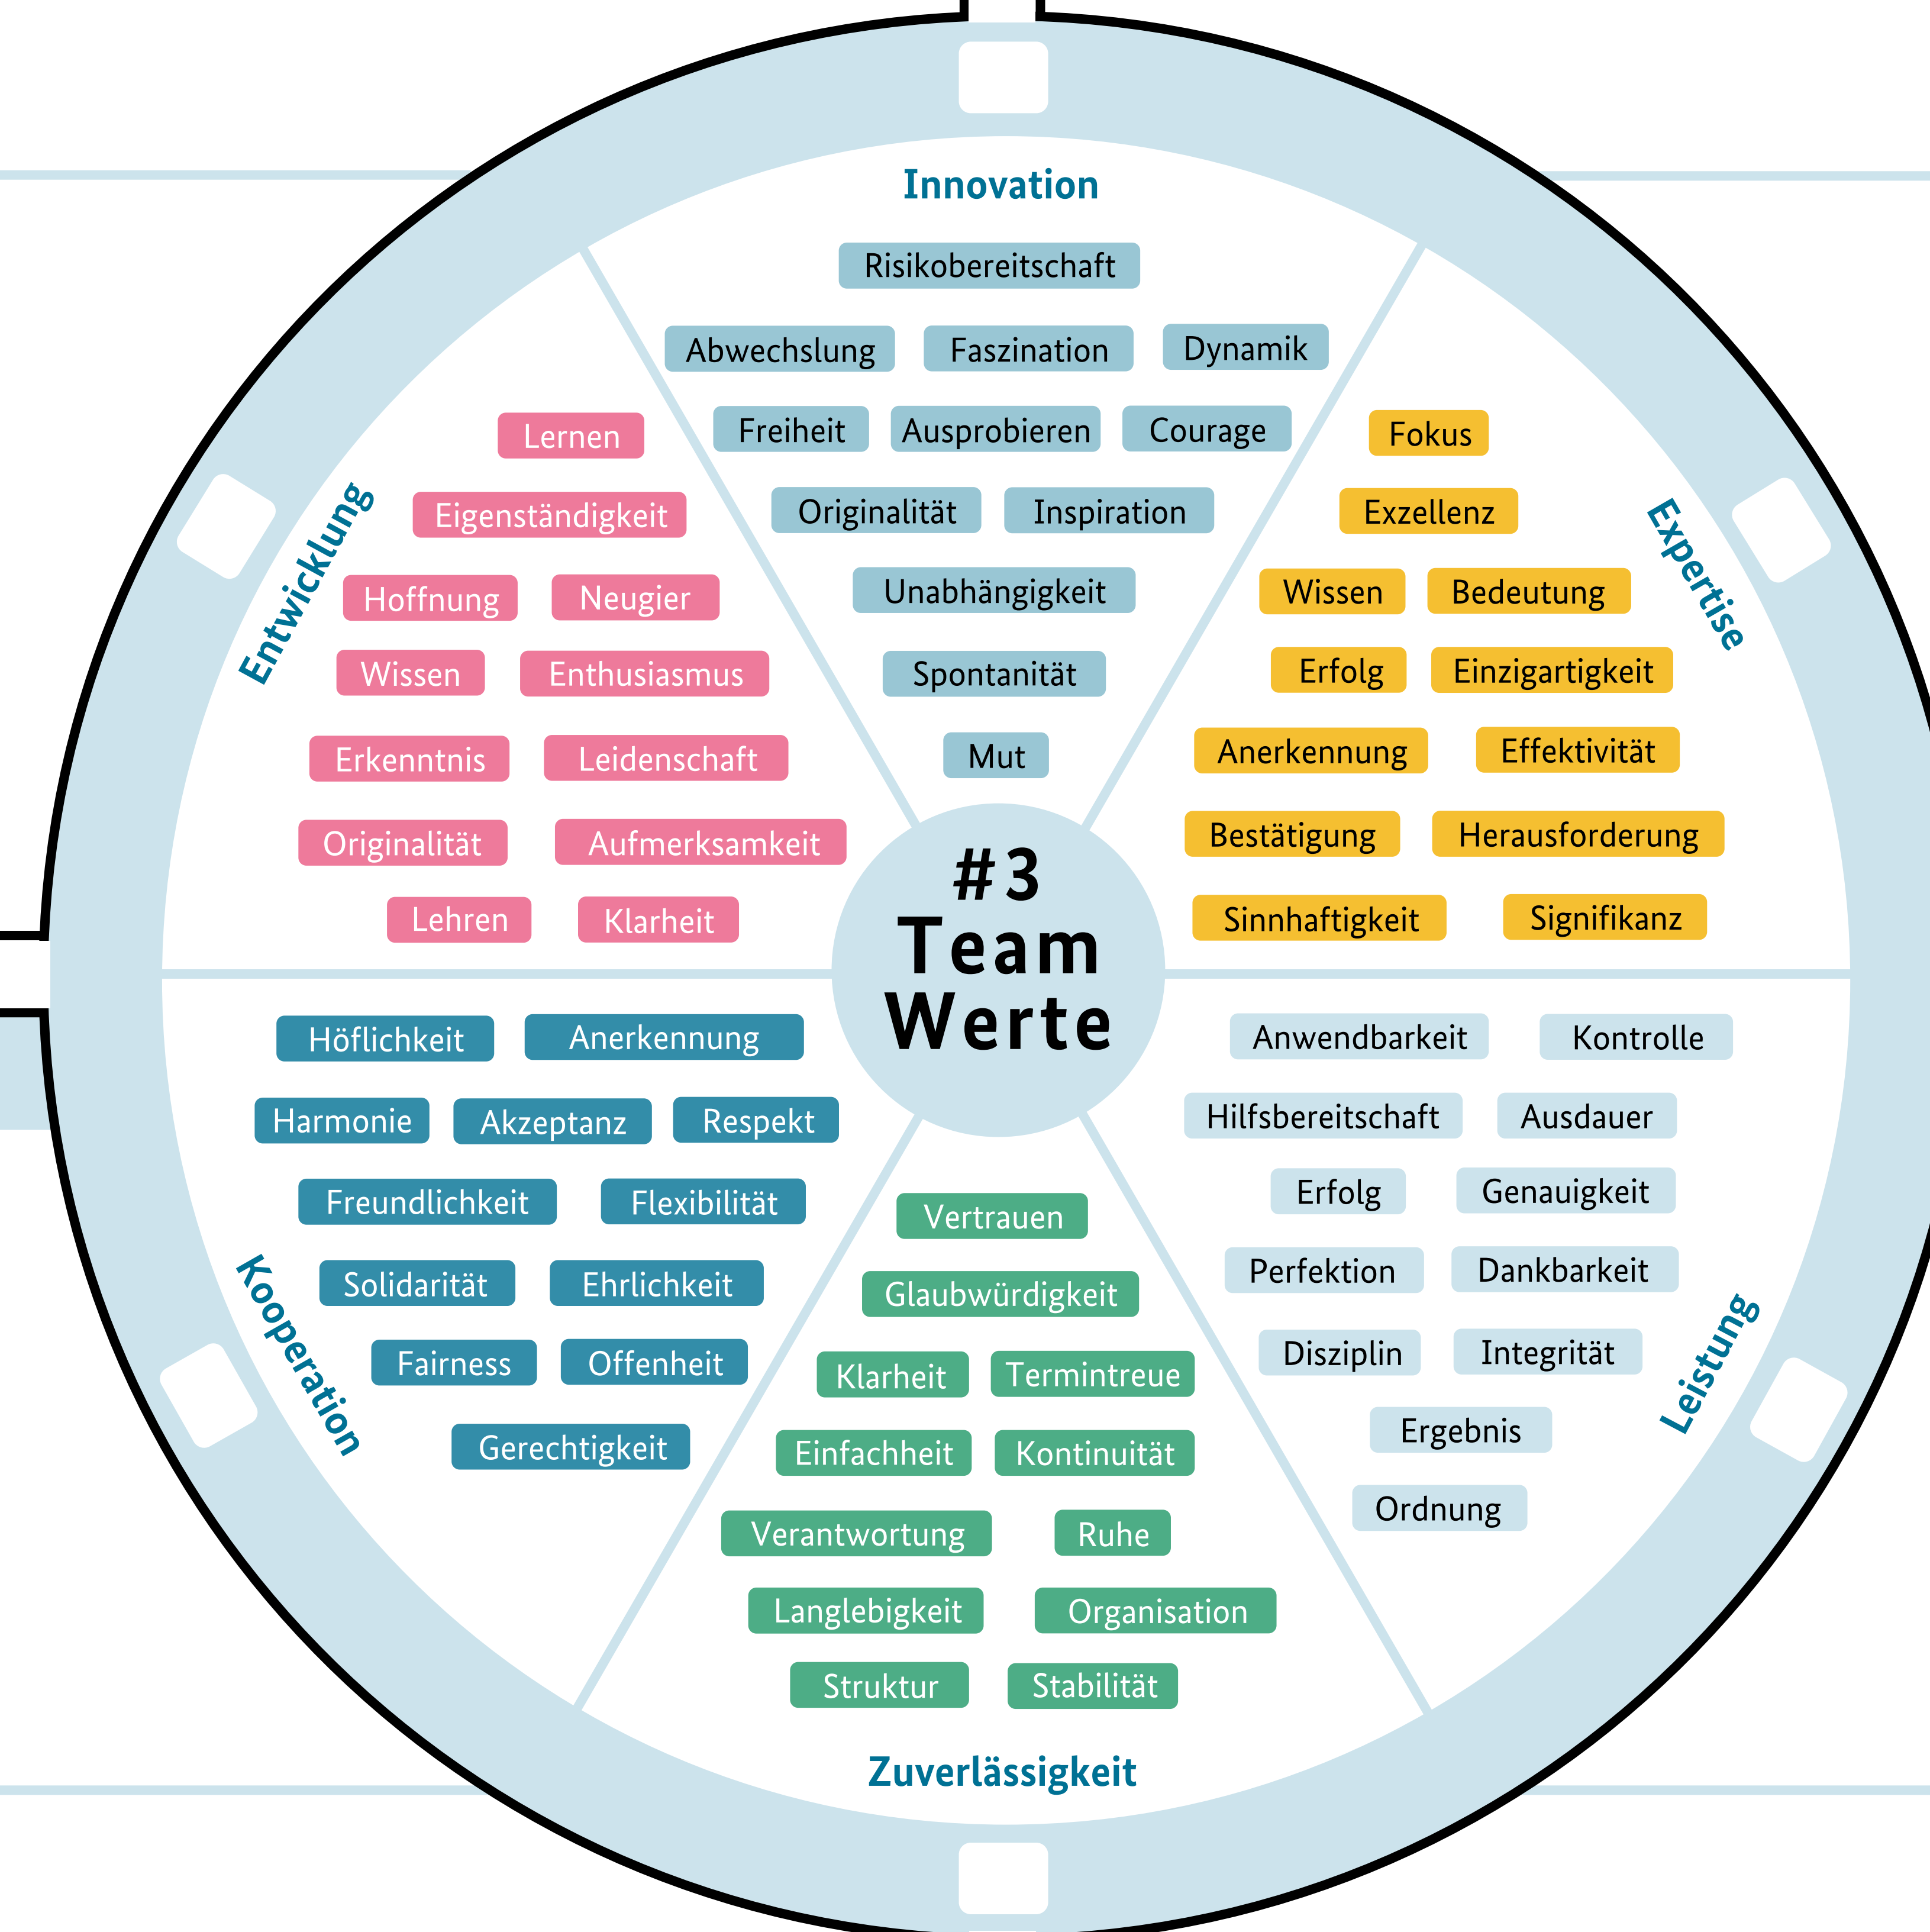 Innovation
Risikobereitschaft
Abwechslung Faszination Dynamik
Freiheit Ausprobieren Courage
Originalität Inspiration
Unabhängigkeit
Spontanität
Mut
Expertise
Fokus
Exzellenz
Wissen Bedeutung
Erfolg Einzigartigkeit
Anerkennung Effektivität
Bestätigung Herausforderung
Sinnhaftigkeit Signifikanz
Leistung
Anwendbarkeit Kontrolle
Hilfsbereitschaft Ausdauer
Erfolg Genauigkeit
Perfektion Dankbarkeit
Disziplin Integrität
Ergebnis
Ordnung
Vertrauen
Glaubwürdigkeit
Klarheit Termintreue
Einfachheit Kontinuität
Verantwortung Ruhe
Langlebigkeit Organisation
Struktur Stabilität
Zuverlässigkeit
Kooperation
Höflichkeit Anerkennung
Harmonie Akzeptanz Respekt
Freundlichkeit Flexibilität
Solidarität Ehrlichkeit
Fairness Offenheit
Gerechtigkeit
Entwicklung
Lernen
Eigenständigkeit
Hoffnung Neugier
Wissen Enthusiasmus
Erkenntnis Leidenschaft
Originalität Aufmerksamkeit
Lehren Klarheit
#3
Team
Werte